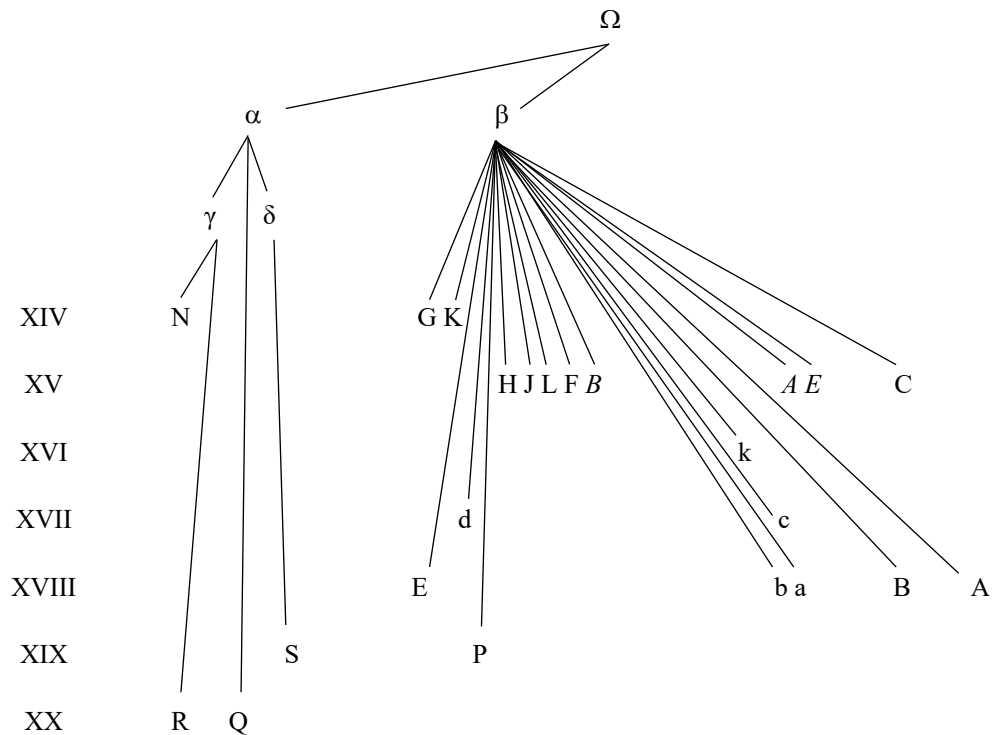 Ω
α β
γ δ
XIV N G K
XV H J L F B A E C
XVI k
XVII d c
XVIII E b a B A
XIX S P
XX R Q